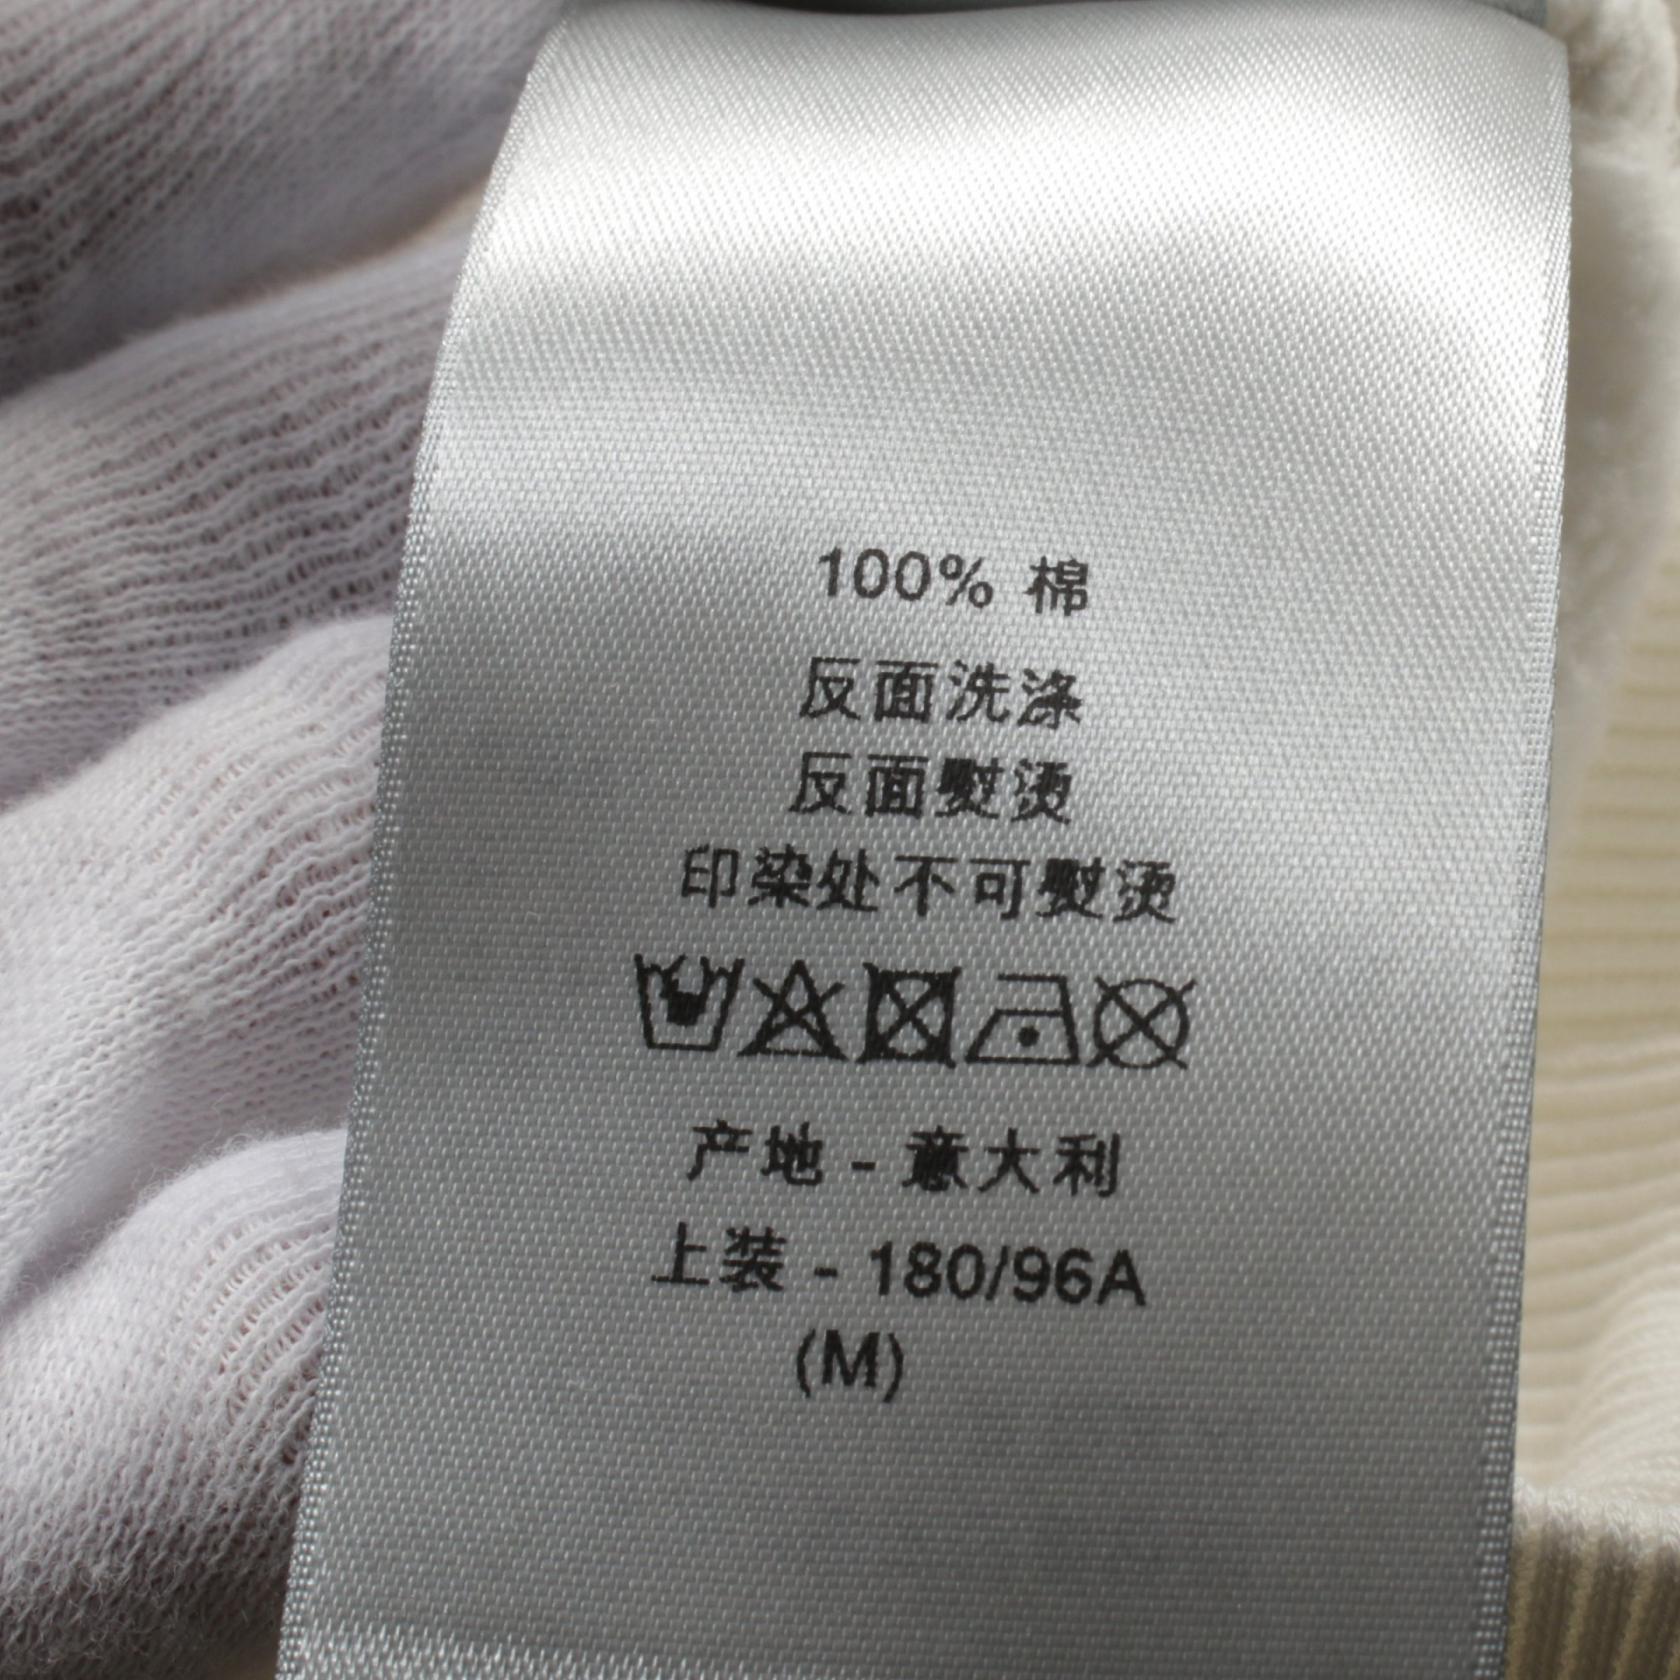 100% 棉
反面洗涤
反面熨烫
印染处不可熨烫
产地 - 意大利
上装 - 180/96A
(M)